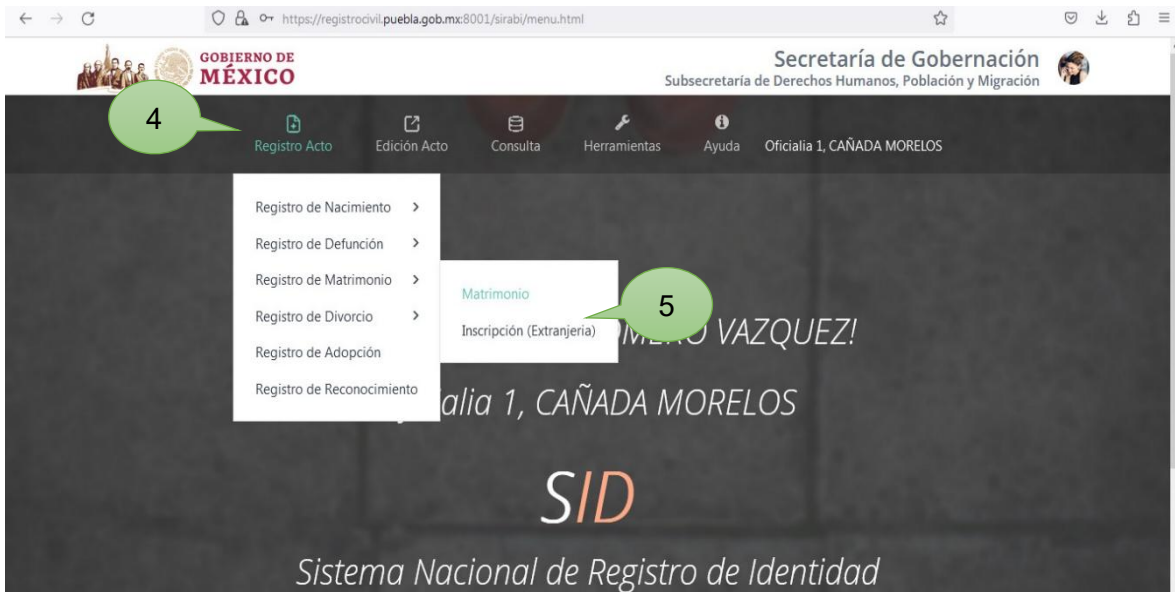 https://registrocivil.puebla.gob.mx:8001/sirabi/menu.html
GOBIERNO DE
MÉXICO
Secretaría de Gobernación
Subsecretaría de Derechos Humanos, Población y Migración
4
Registro Acto
Edición Acto
Consulta
Herramientas
Ayuda
Oficialia 1, CAÑADA MORELOS
Registro de Nacimiento
Registro de Defunción
Registro de Matrimonio
Registro de Divorcio
Registro de Adopción
Registro de Reconocimiento
Matrimonio
Inscripción (Extranjeria)
5
VAZQUEZ!
1, CAÑADA MORELOS
SID
Sistema Nacional de Registro de Identidad